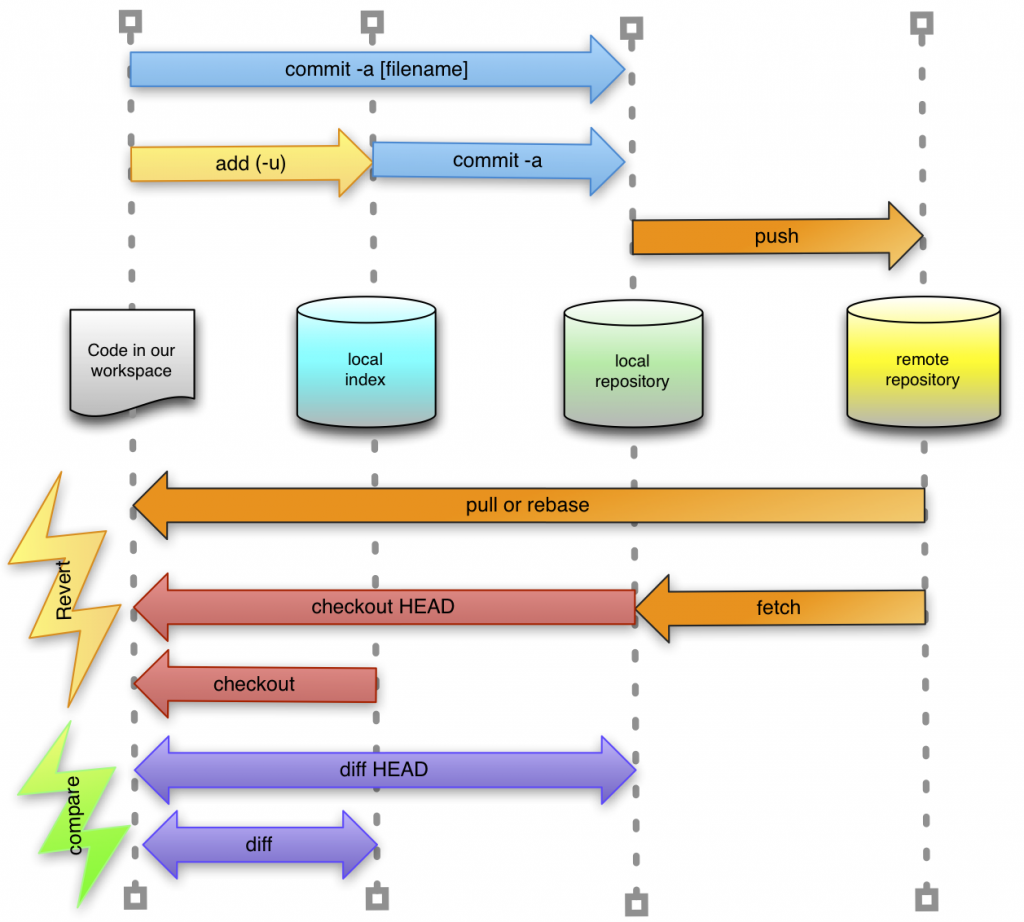 commit -a [filename]
add (-u)
commit -a
push
Code in our
workspace
local
index
local
repository
remote
repository
pull or rebase
Revert
checkout HEAD
fetch
checkout
diff HEAD
compare
diff